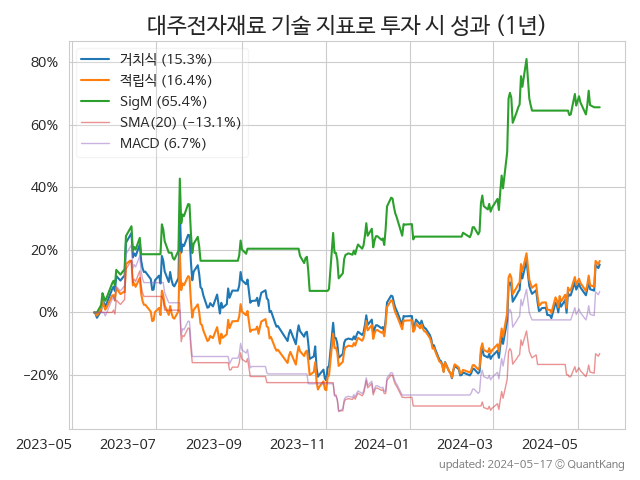 대주전자재료 기술 지표로 투자 시 성과 (1년)
거치식 (15.3%)
적립식 (16.4%)
SigM (65.4%)
SMA(20) (−13.1%)
MACD (6.7%)
80%
60%
40%
20%
0%
−20%
2023-05 2023-07 2023-09 2023-11 2024-01 2024-03 2024-05
updated: 2024-05-17 © QuantKang